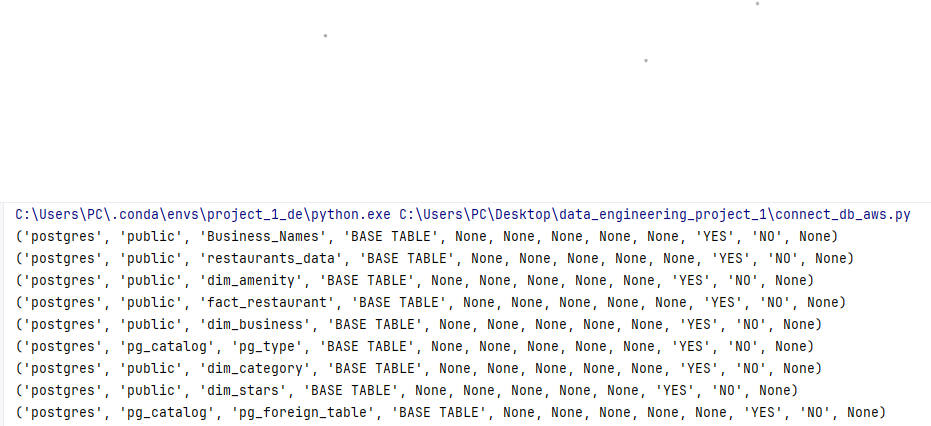 C:\Users\PC\.conda\envs\project_1_de\python.exe C:\Users\PC\Desktop\data_engineering_project_1\connect_db_aws.py
('postgres', 'public', 'Business_Names', 'BASE TABLE', None, None, None, None, None, 'YES', 'NO', None)
('postgres', 'public', 'restaurants_data', 'BASE TABLE', None, None, None, None, None, 'YES', 'NO', None)
('postgres', 'public', 'dim_amenity', 'BASE TABLE', None, None, None, None, None, 'YES', 'NO', None)
('postgres', 'public', 'fact_restaurant', 'BASE TABLE', None, None, None, None, None, 'YES', 'NO', None)
('postgres', 'public', 'dim_business', 'BASE TABLE', None, None, None, None, None, 'YES', 'NO', None)
('postgres', 'pg_catalog', 'pg_type', 'BASE TABLE', None, None, None, None, None, 'YES', 'NO', None)
('postgres', 'public', 'dim_category', 'BASE TABLE', None, None, None, None, None, 'YES', 'NO', None)
('postgres', 'public', 'dim_stars', 'BASE TABLE', None, None, None, None, None, 'YES', 'NO', None)
('postgres', 'pg_catalog', 'pg_foreign_table', 'BASE TABLE', None, None, None, None, None, 'YES', 'NO', None)